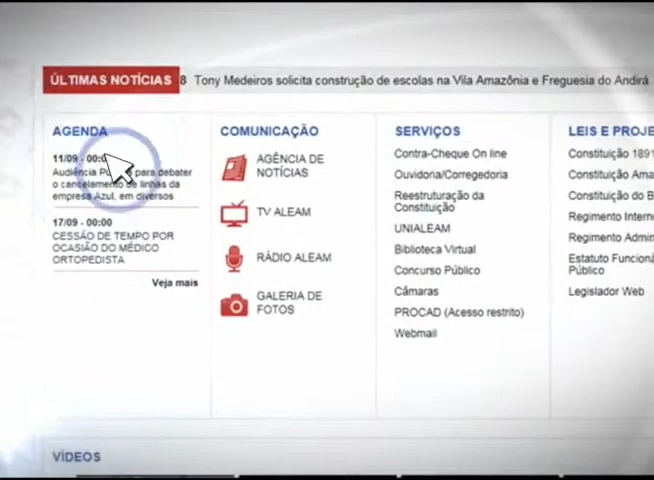 ÚLTIMAS NOTÍCIAS 8 Tony Medeiros solicita construção de escolas na Vila Amazônia e Freguesia do Andirá
AGENDA
11/09 - 00:0
Audiência para debater
o cancelamento de linhas da
empresa Azul, em diversos
17/09 - 00:00
CESSÃO DE TEMPO POR
OCASIÃO DO MÉDICO
ORTOPEDISTA
Veja mais
COMUNICAÇÃO
AGÊNCIA DE
NOTÍCIAS
TV ALEAM
RÁDIO ALEAM
GALERIA DE
FOTOS
SERVIÇOS
Contra-Cheque On line
Ouvidoria/Corregedoria
Reestruturação da
Constituição
UNIALEAM
Biblioteca Virtual
Concurso Público
Câmaras
PROCAD (Acesso restrito)
Webmail
LEIS E PROJE
Constituição 1891
Constituição Ama
Constituição do B
Regimento Intern
Regimento Admin
Estatuto Funcioná
Público
Legislador Web
VÍDEOS